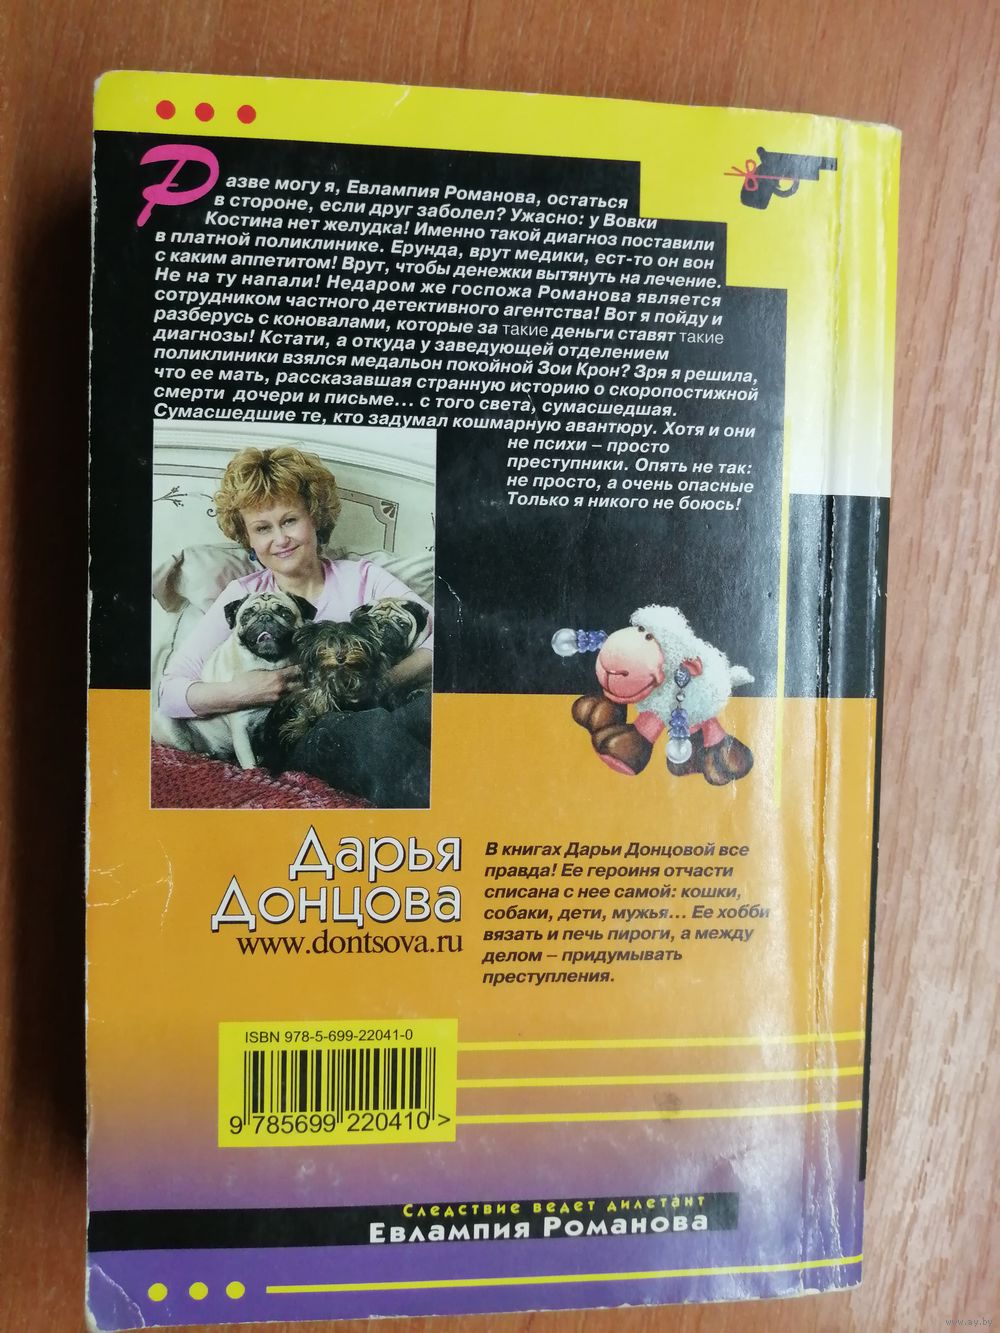 Разве могу я, Евлампия Романова, остаться
в стороне, если друг заболел? Ужасно: у Вовки
Костина нет желудка! Именно такой диагноз поставили
в платной поликлинике. Ерунда, врут медики, ест-то он вон
с каким аппетитом! Врут, чтобы денежки вытянуть на лечение.
Не на ту напали! Недаром же госпожа Романова является
сотрудником частного детективного агентства! Вот я пойду и
разберусь с коновалами, которые за такие деньги ставят такие
диагнозы! Кстати, а откуда у заведующей отделением
поликлиники взялся медальон покойной Зои Крон? Зря я решила,
что ее мать, рассказавшая странную историю о скоропостижной
смерти дочери и письме... с того света, сумасшедшая.
Сумасшедшие те, кто задумал кошмарную авантюру. Хотя и они
не психи – просто
преступники. Опять не так:
не просто, а очень опасные
Только я никого не боюсь!
Дарья
Донцова
www.dontsova.ru
В книгах Дарьи Донцовой все
правда! Ее героиня отчасти
списана с нее самой: кошки,
собаки, дети, мужья... Ее хобби
вязать и печь пироги, а между
делом – придумывать
преступления.
ISBN 978-5-699-22041-0
9 785699 220410 >
Следствие ведет дилетант
Евлампия Романова
www.ay.by